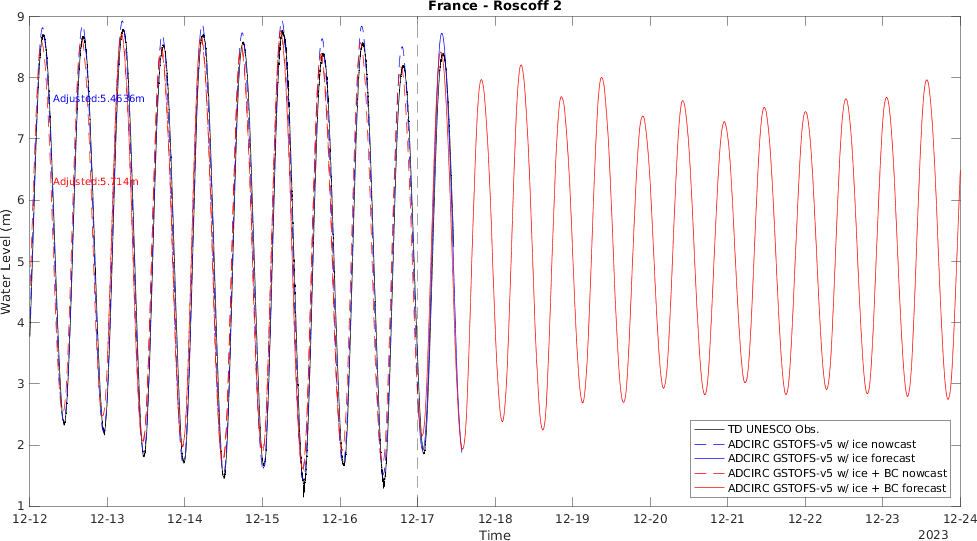 France - Roscoff 2
9
8
7
6
5
4
3
2
1
Water Level (m)
Adjusted:5.4636m
Adjusted:5.714m
TD UNESCO Obs.
ADCIRC GSTOFS-v5 w/ ice nowcast
ADCIRC GSTOFS-v5 w/ ice forecast
ADCIRC GSTOFS-v5 w/ ice + BC nowcast
ADCIRC GSTOFS-v5 w/ ice + BC forecast
12-12 12-13 12-14 12-15 12-16 12-17 12-18 12-19 12-20 12-21 12-22 12-23 12-24
Time
2023